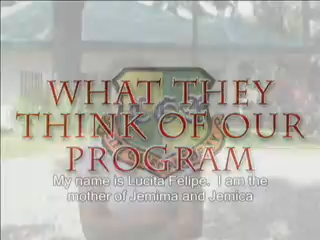 WHAT THEY
THINK OF OUR
PROGRAM
My name is Lucita Felipe. I am the
mother of Jemima and Jemica